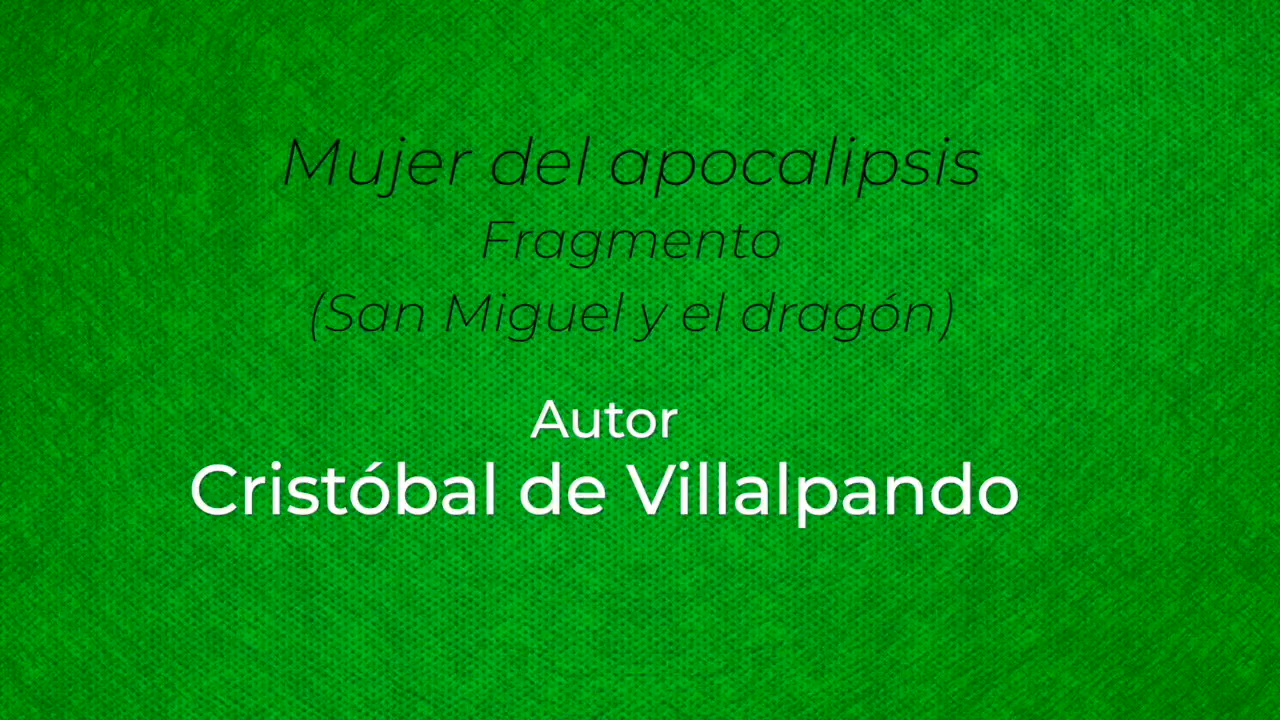 Mujer del apocalipsis
Fragmento
(San Miguel y el dragón)
Autor
Cristóbal de Villalpando